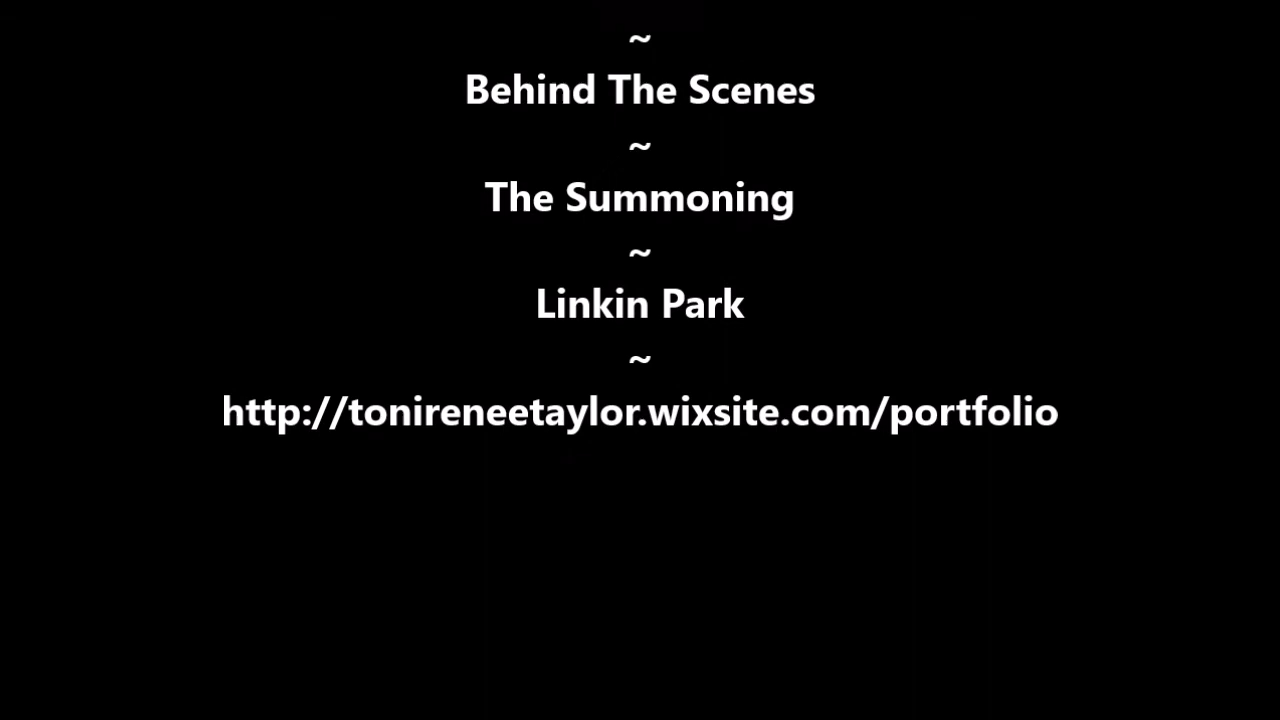 ~
Behind The Scenes
~
The Summoning
~
Linkin Park
~
http://tonireneetaylor.wixsite.com/portfolio